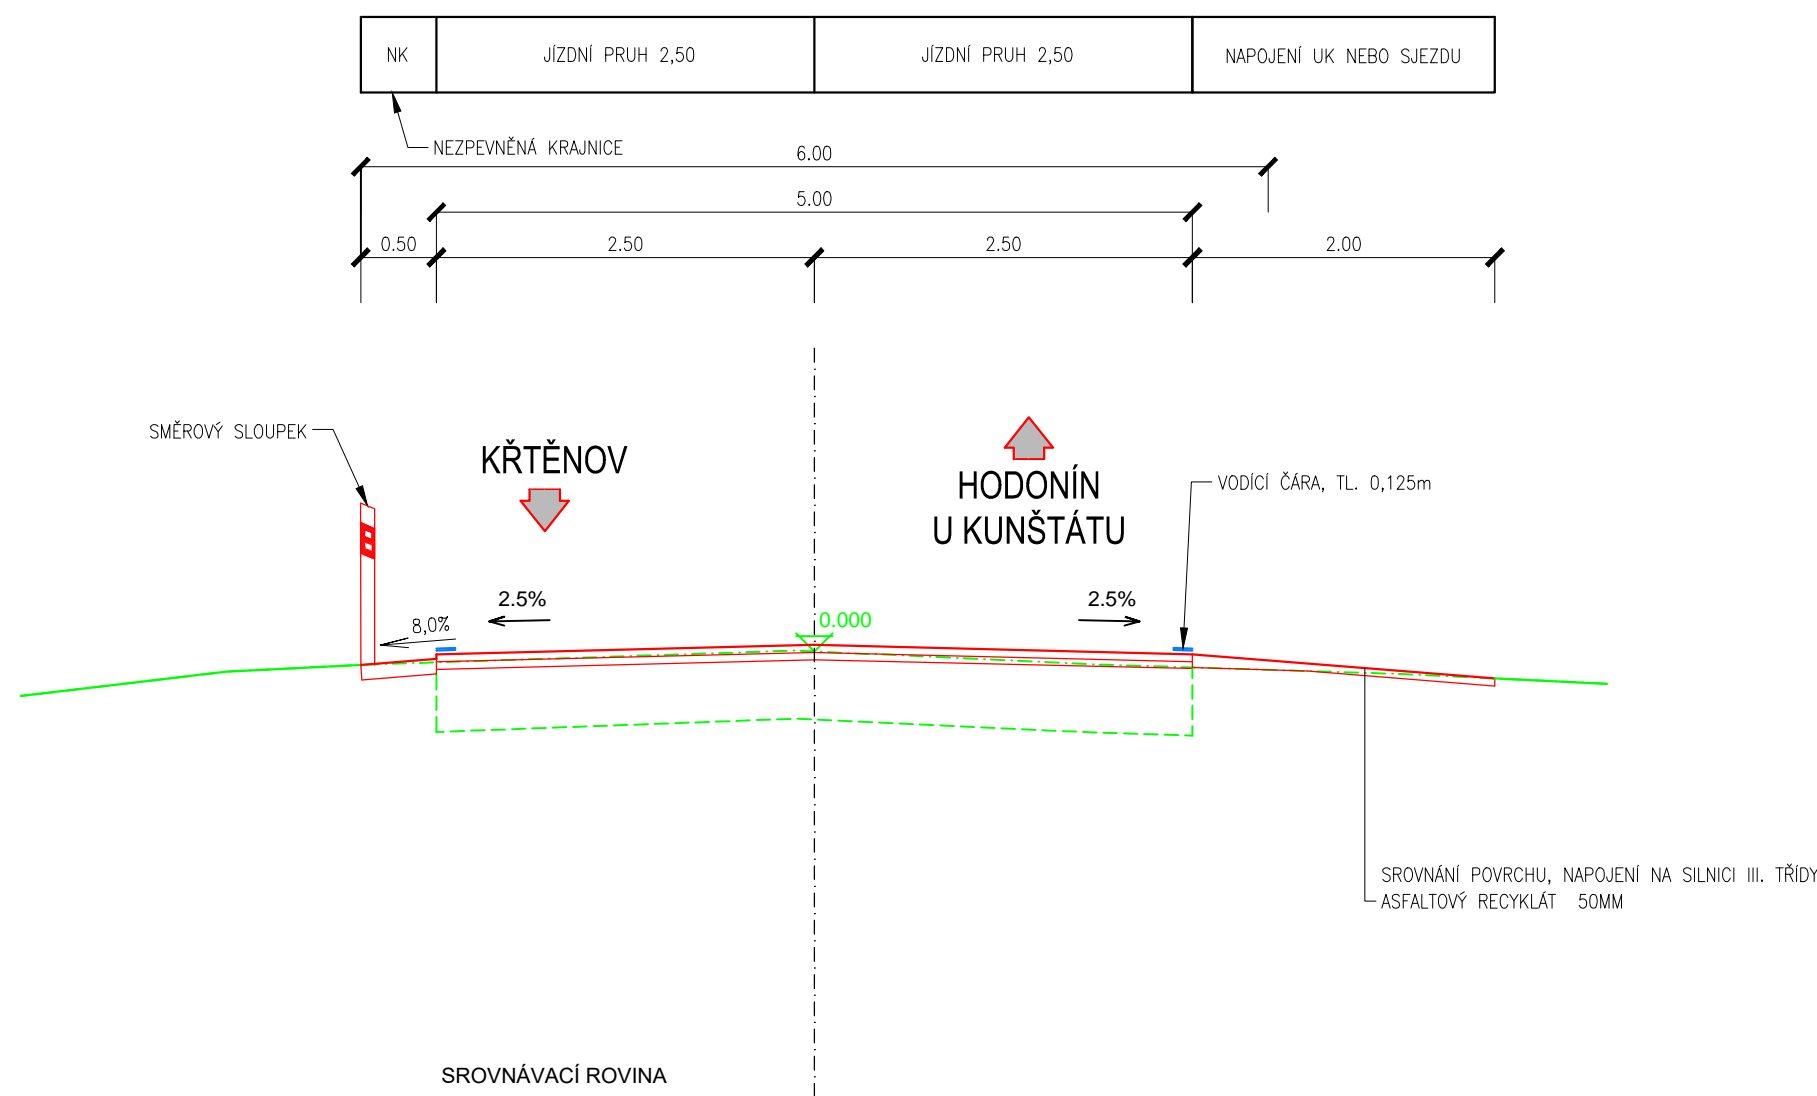 NK
JÍZDNÍ PRUH 2,50
JÍZDNÍ PRUH 2,50
NAPOJENÍ UK NEBO SJEZDU
NEZPEVNĚNÁ KRAJNICE
6.00
5.00
0.50
2.50
2.50
2.00
SMĚROVÝ SLOUPEK
KŘTĚNOV
HODONÍN
U KUNŠTÁTU
VODÍCÍ ČÁRA, TL. 0,125m
2.5%
2.5%
8,0%
0.000
SROVNÁNÍ POVRCHU, NAPOJENÍ NA SILNICI III. TŘÍDY
ASFALTOVÝ RECYKLÁT 50MM
SROVNÁVACÍ ROVINA